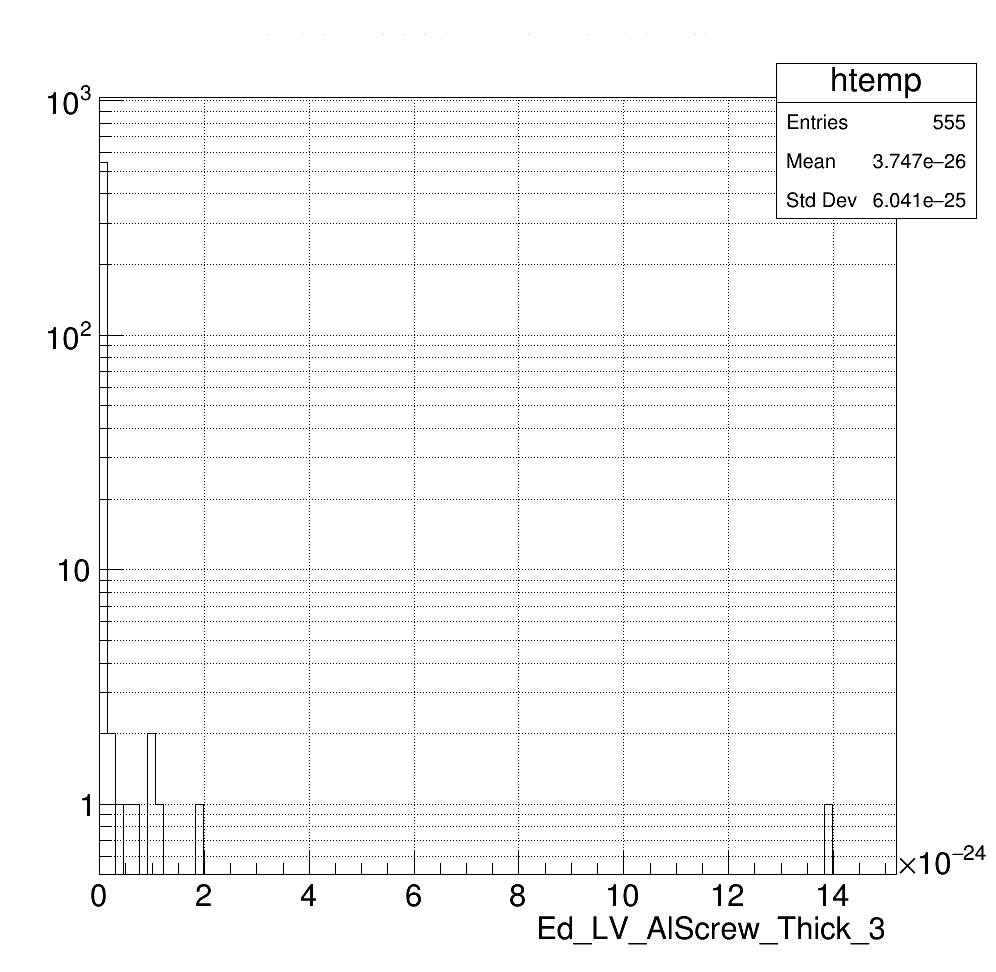 htemp
Entries 555
Mean 3.747e−26
Std Dev 6.041e−25
10³
10²
10
1
0 2 4 6 8 10 12 14
×10⁻²⁴
Ed_LV_AlScrew_Thick_3